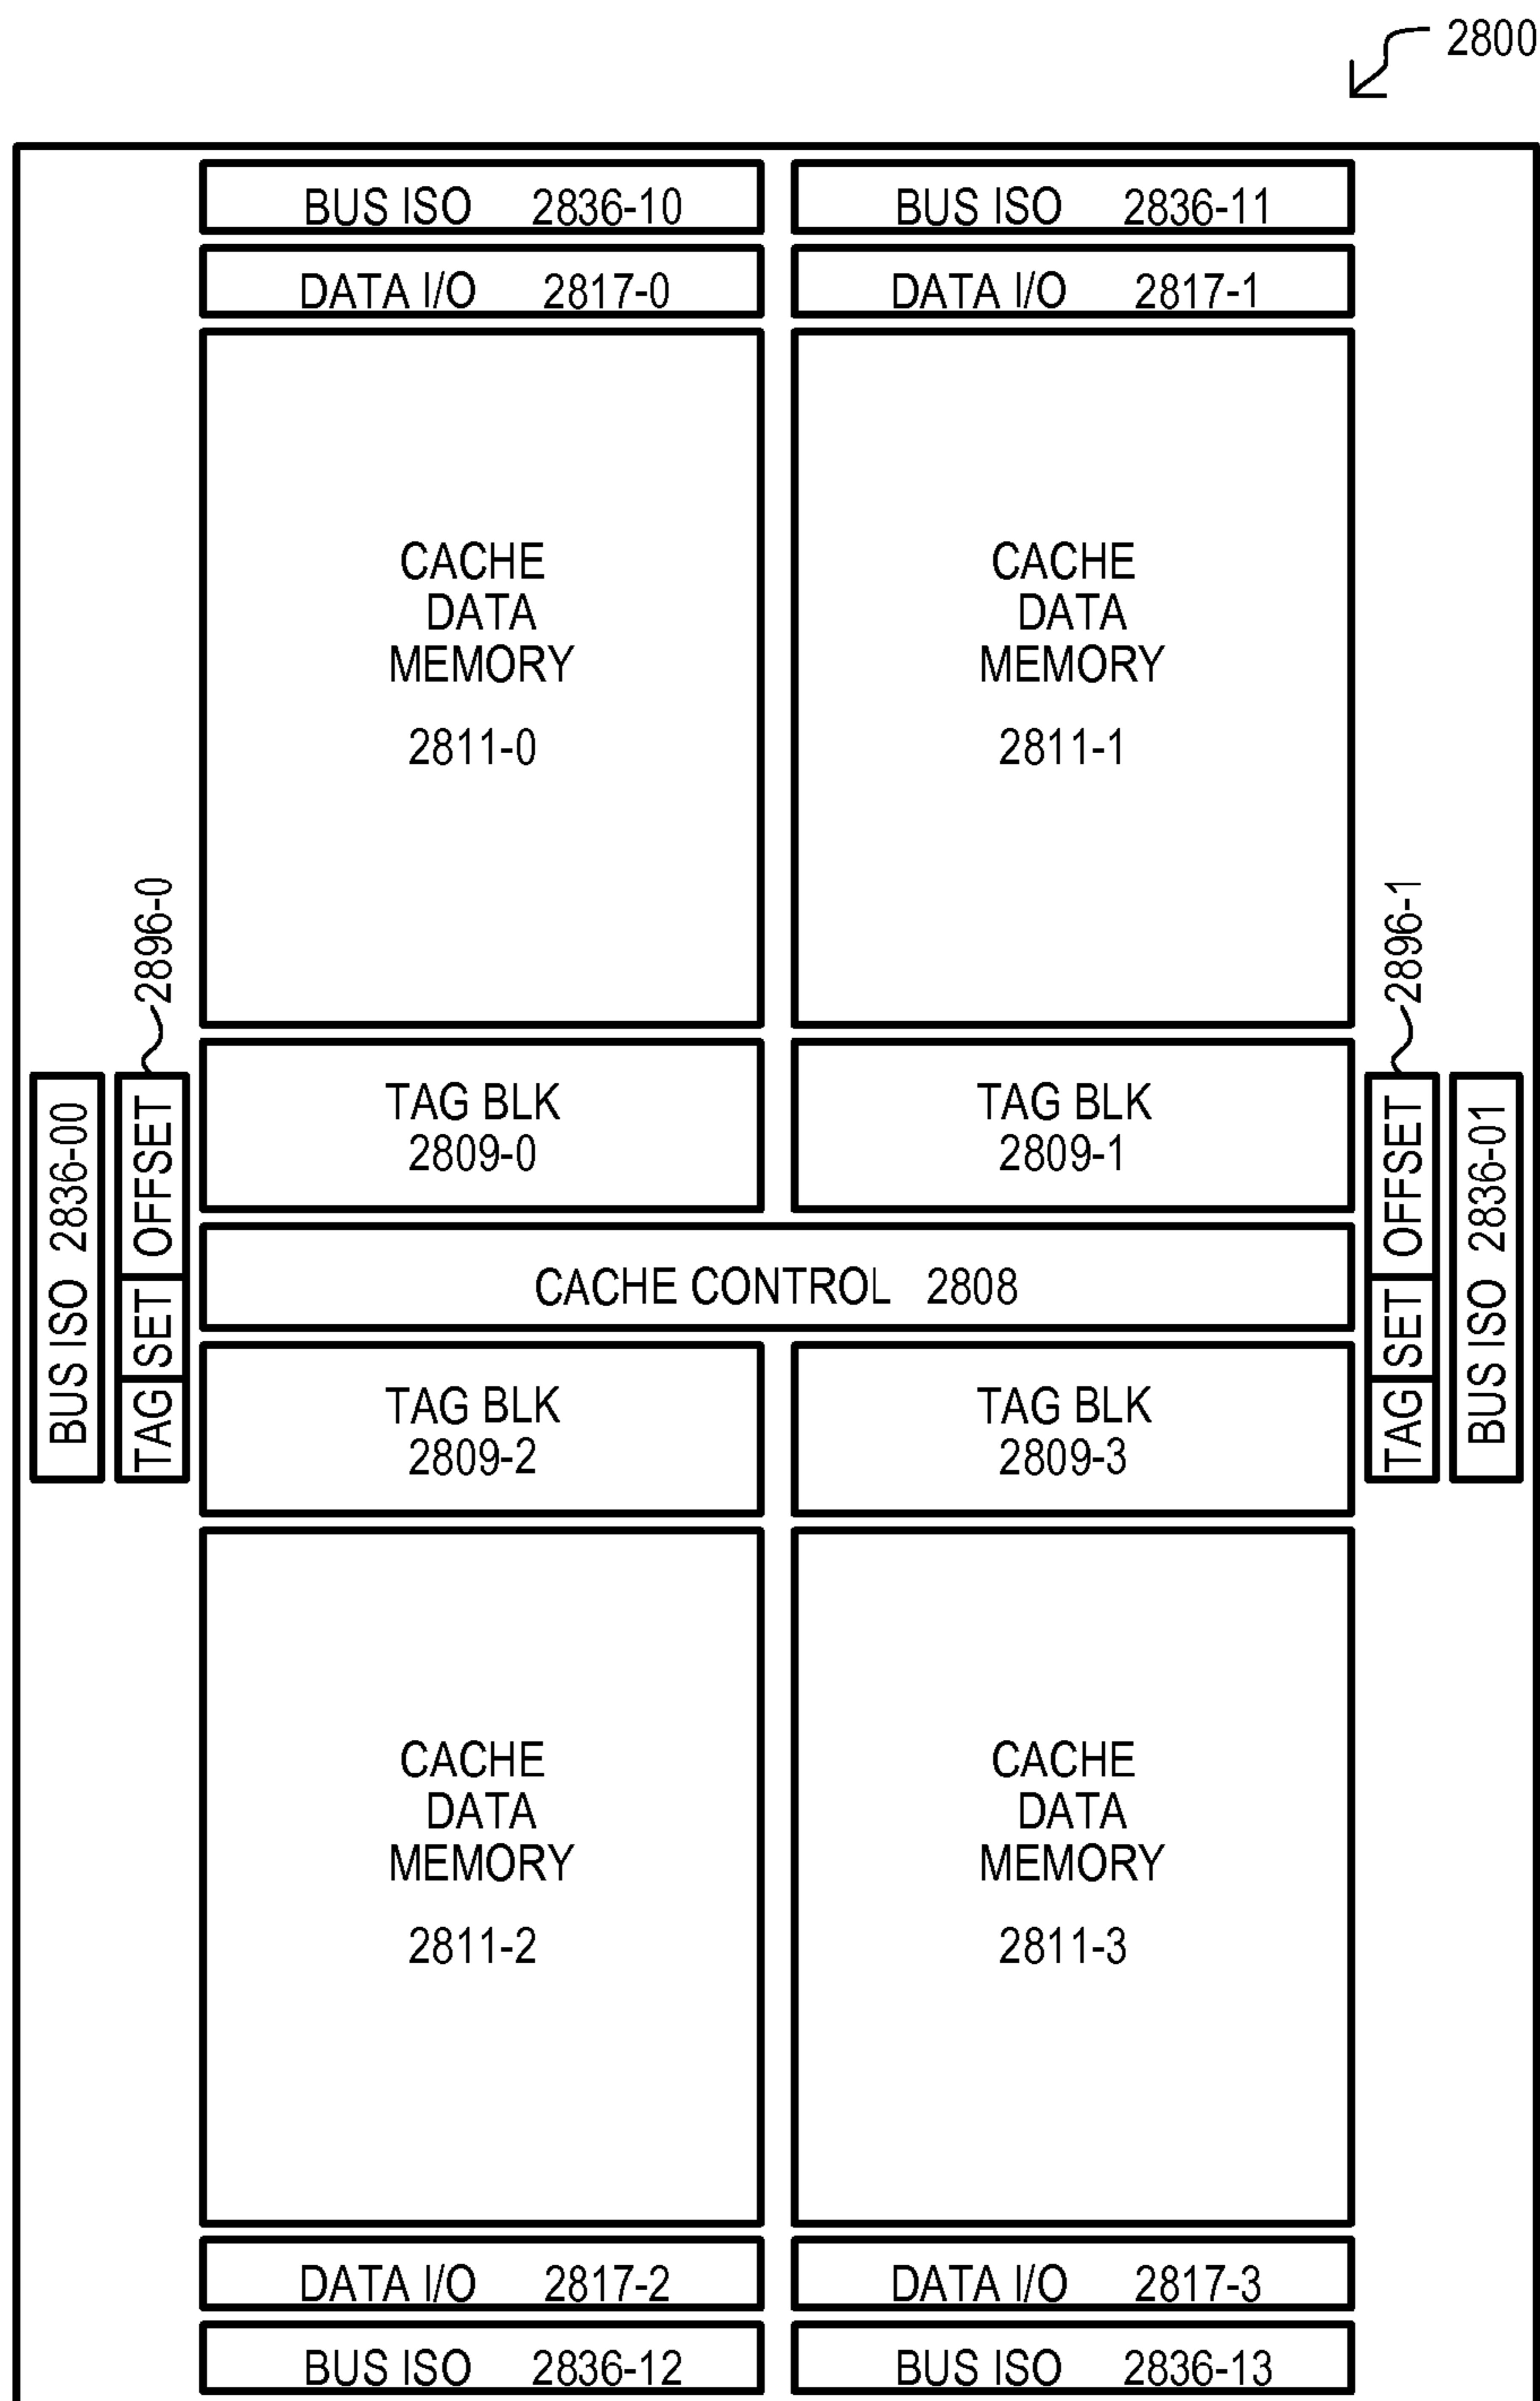 2800
BUS ISO 2836-10
BUS ISO 2836-11
DATA I/O 2817-0
DATA I/O 2817-1
CACHE
DATA
MEMORY
2811-0
CACHE
DATA
MEMORY
2811-1
2896-0
2896-1
BUS ISO 2836-00
TAG SET OFFSET
TAG BLK
2809-0
TAG BLK
2809-1
TAG SET OFFSET
BUS ISO 2836-01
CACHE CONTROL 2808
TAG BLK
2809-2
TAG BLK
2809-3
CACHE
DATA
MEMORY
2811-2
CACHE
DATA
MEMORY
2811-3
DATA I/O 2817-2
DATA I/O 2817-3
BUS ISO 2836-12
BUS ISO 2836-13